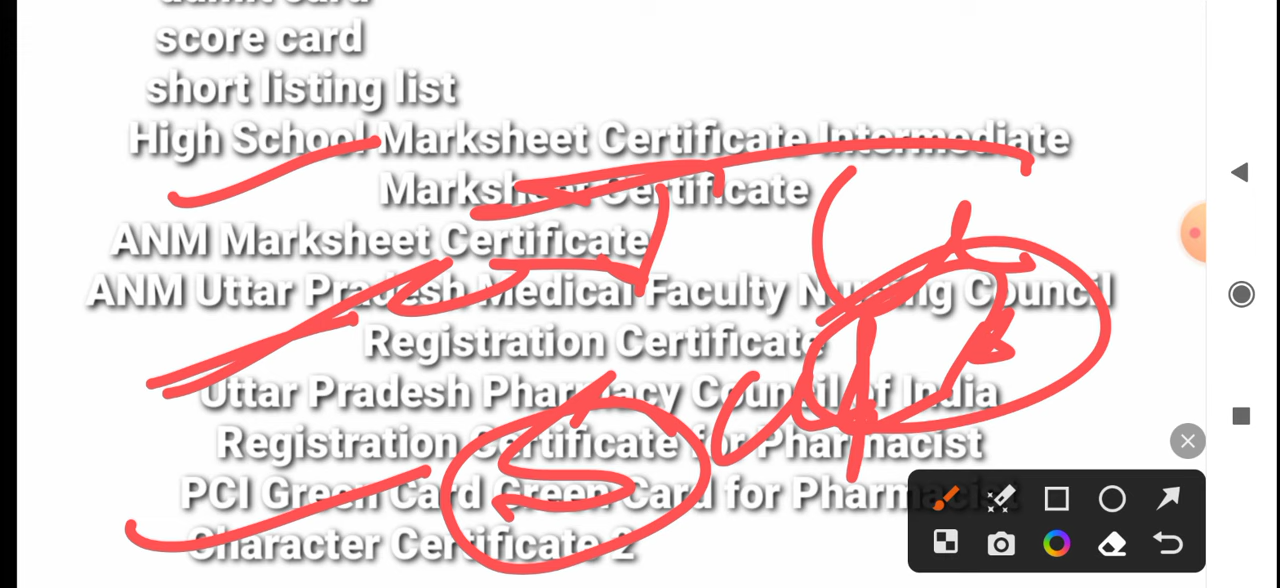 admit card
score card
short listing list
High School Marksheet Certificate Intermediate
Marksheet Certificate
ANM Marksheet Certificate
ANM Uttar Pradesh Medical Faculty Nursing Council
Registration Certificate
Uttar Pradesh Pharmacy Council of India
Registration Certificate for Pharmacist
PCI Green Card Green Card for Pharmacist
Character Certificate 2